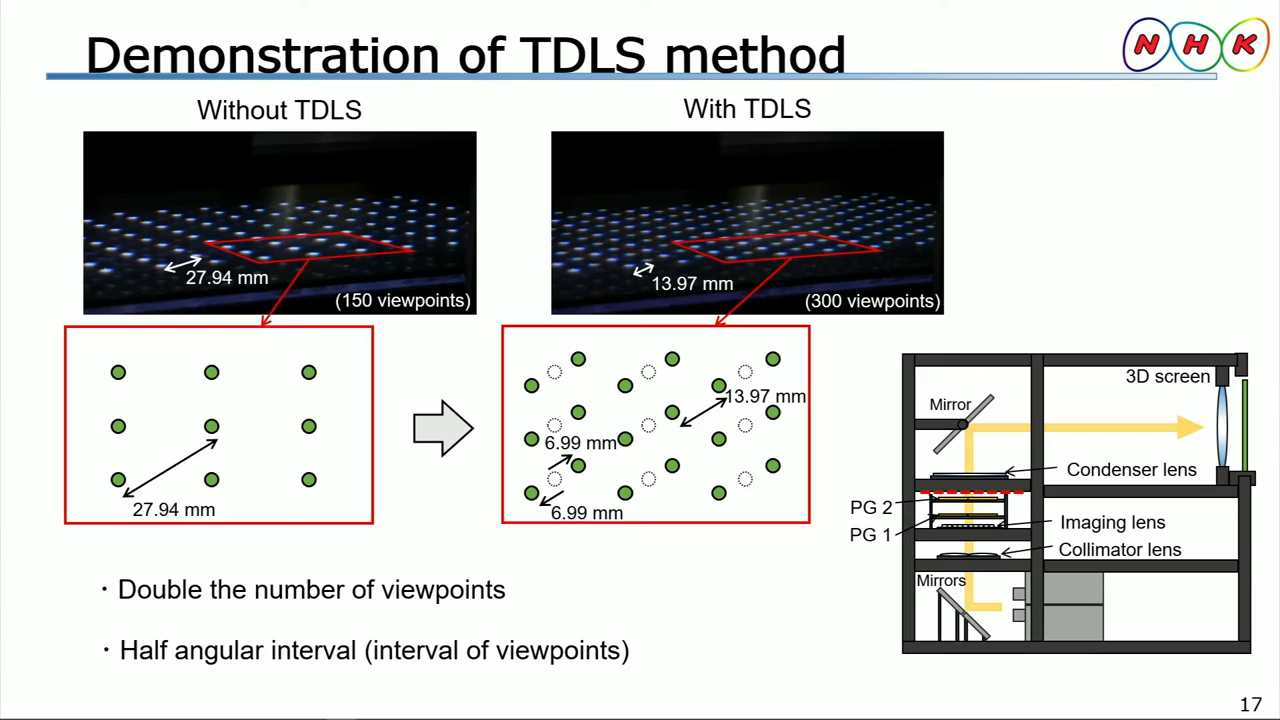 Demonstration of TDLS method
NHK
Without TDLS
With TDLS
27.94 mm
(150 viewpoints)
13.97 mm
(300 viewpoints)
27.94 mm
13.97 mm
6.99 mm
6.99 mm
3D screen
Mirror
Condenser lens
PG 2
PG 1
Imaging lens
Collimator lens
Mirrors
・Double the number of viewpoints
・Half angular interval (interval of viewpoints)
17